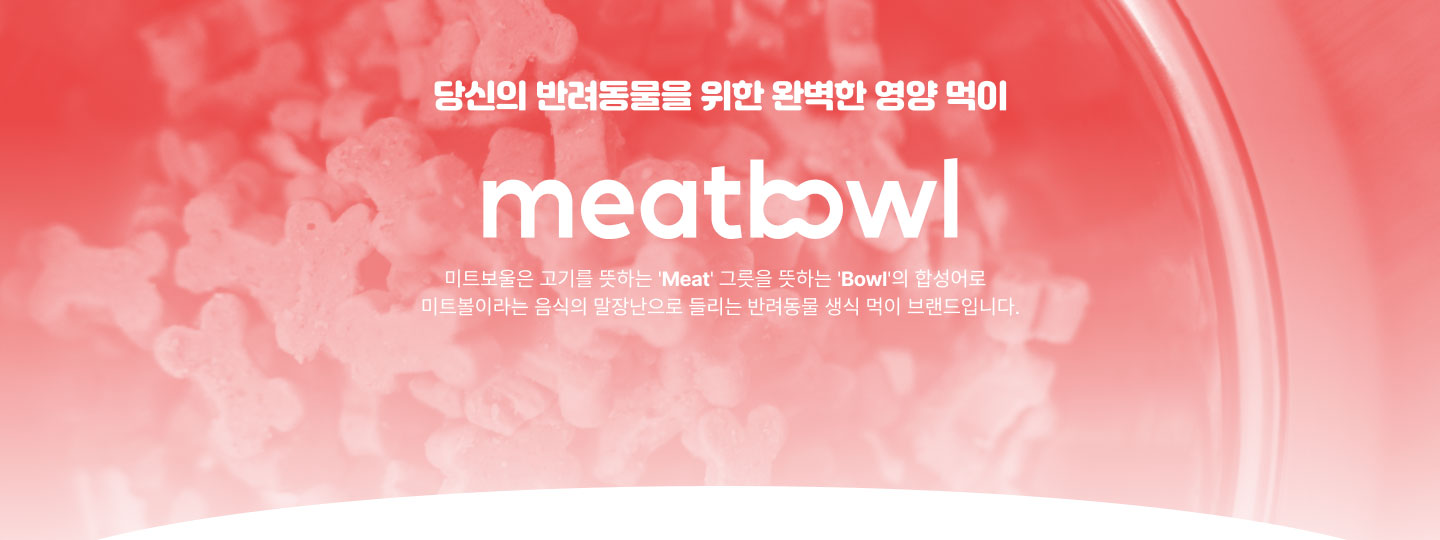 당신의 반려동물을 위한 완벽한 영양 먹이
meatbowl
미트보울은 고기를 뜻하는 'Meat' 그릇을 뜻하는 'Bowl'의 합성어로
미트볼이라는 음식의 말장난으로 들리는 반려동물 생식 먹이 브랜드입니다.